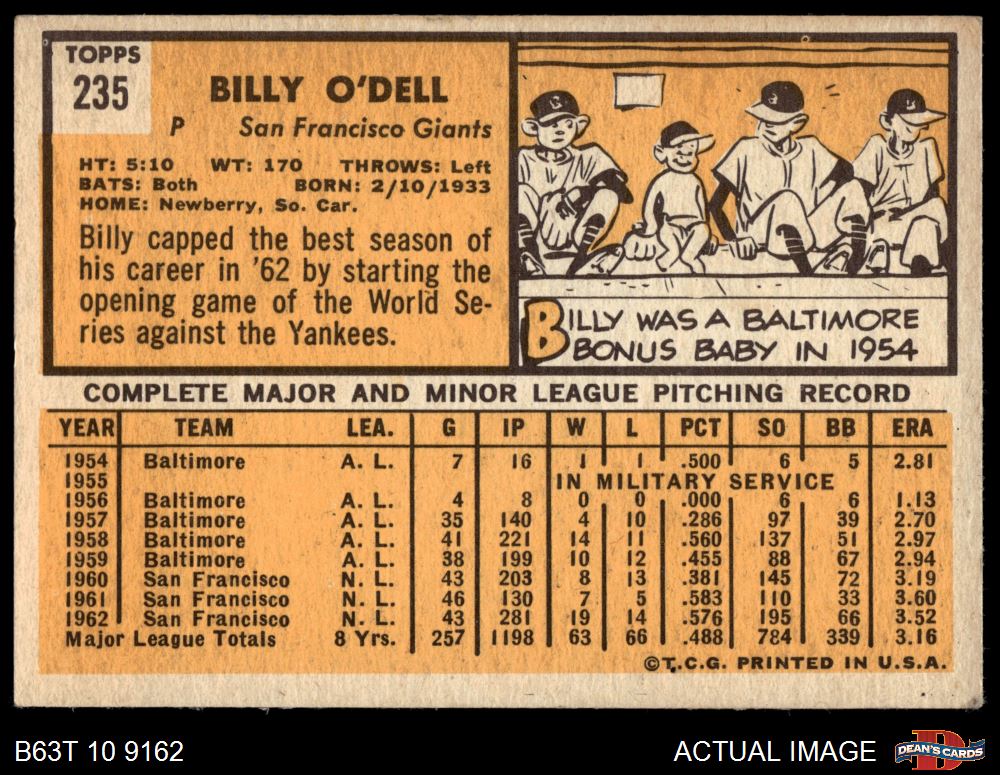 TOPPS
235
BILLY O'DELL
P San Francisco Giants
HT: 5:10 WT: 170 THROWS: Left
BATS: Both BORN: 2/10/1933
HOME: Newberry, So. Car.
Billy capped the best season of
his career in '62 by starting the
opening game of the World Se-
ries against the Yankees.
B B
BILLY WAS A BALTIMORE
BONUS BABY IN 1954
COMPLETE MAJOR AND MINOR LEAGUE PITCHING RECORD
YEAR TEAM LEA. G IP W L PCT SO BB ERA
1954 Baltimore A. L. 7 16 1 1 .500 6 5 2.81
1955 IN MILITARY SERVICE
1956 Baltimore A. L. 4 8 0 0 .000 6 6 1.13
1957 Baltimore A. L. 35 140 4 10 .286 97 39 2.70
1958 Baltimore A. L. 41 221 14 11 .560 137 51 2.97
1959 Baltimore A. L. 38 199 10 12 .455 88 67 2.94
1960 San Francisco N. L. 43 203 8 13 .381 145 72 3.19
1961 San Francisco N. L. 46 130 7 5 .583 110 33 3.60
1962 San Francisco N. L. 43 281 19 14 .576 195 66 3.52
Major League Totals 8 Yrs. 257 1198 63 66 .488 784 339 3.16
©T.C.G. PRINTED IN U.S.A.
B63T 10 9162 ACTUAL IMAGE B DEAN'S CARDS